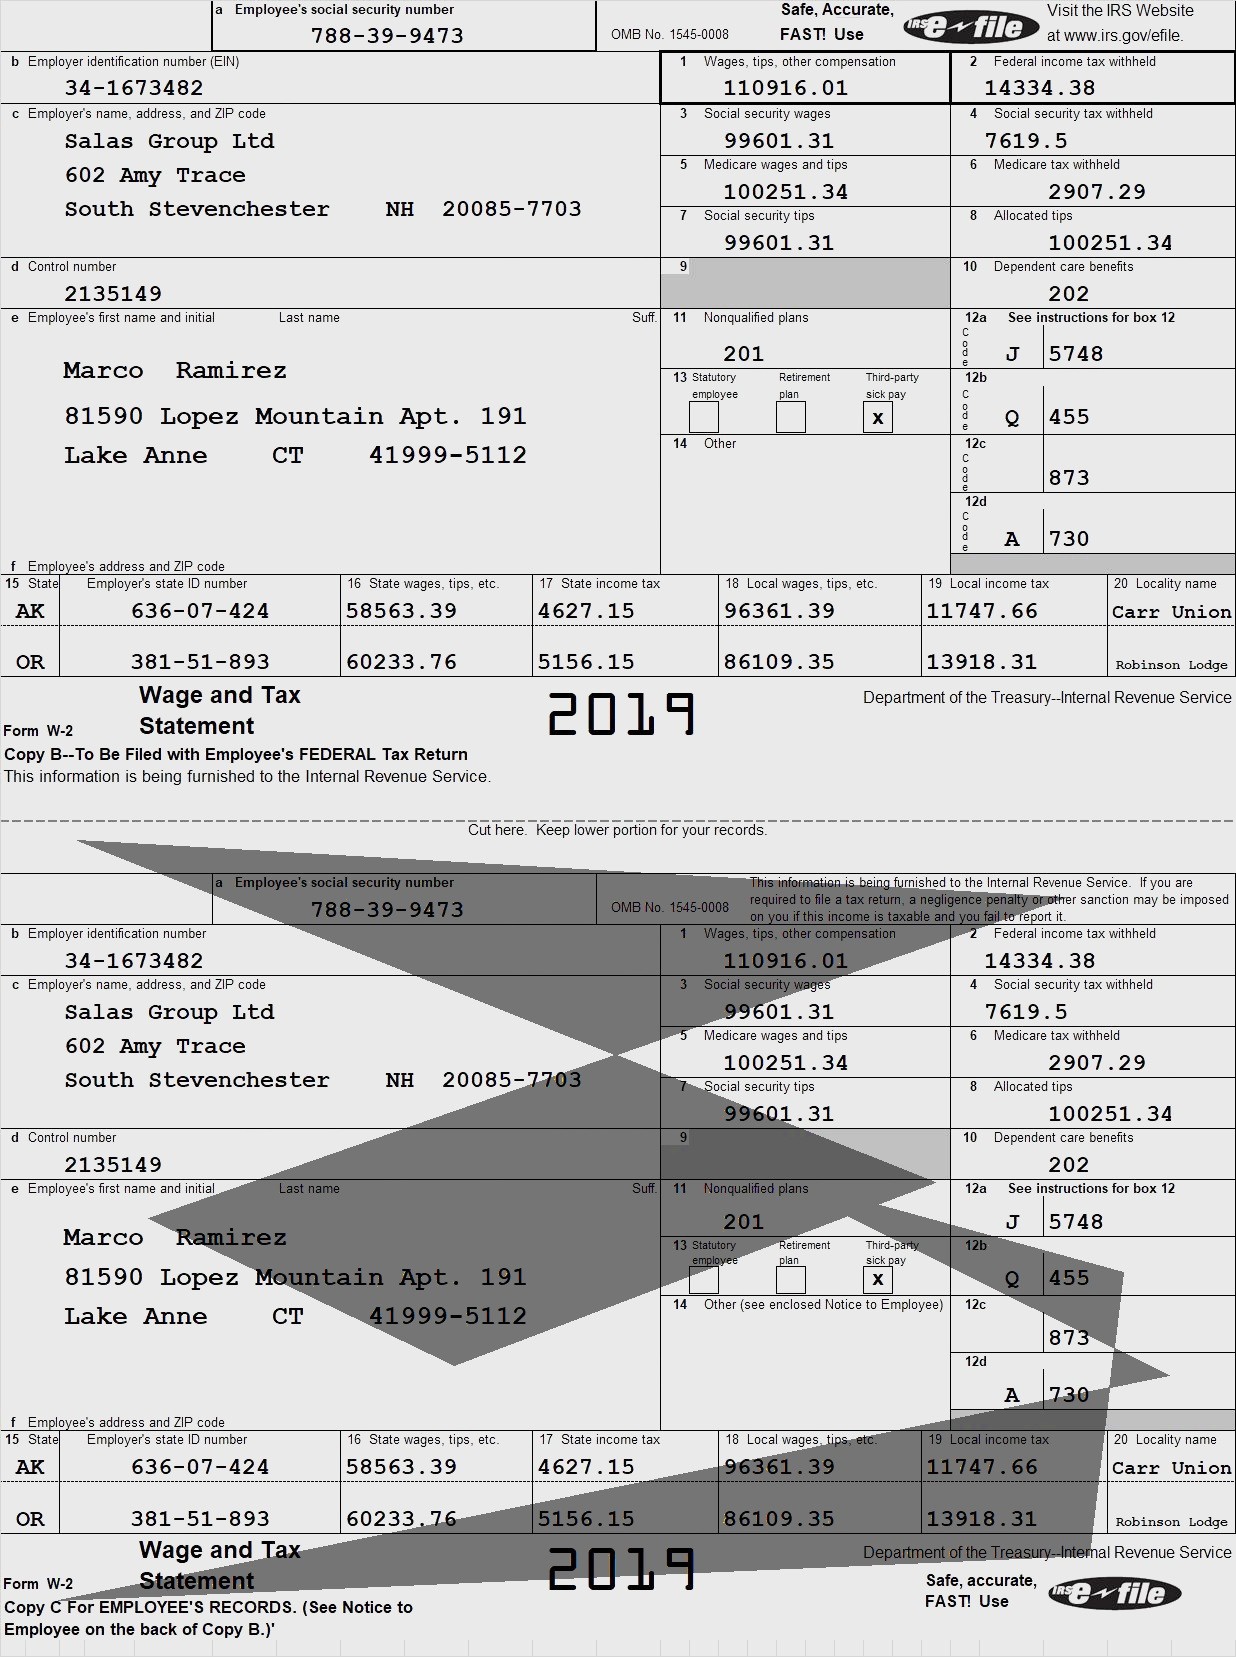 a Employee's social security number Safe, Accurate, IRS e-file Visit the IRS Website
788-39-9473 OMB No. 1545-0008 FAST! Use at www.irs.gov/efile.
b Employer identification number (EIN) 1 Wages, tips, other compensation 2 Federal income tax withheld
34-1673482 110916.01 14334.38
c Employer's name, address, and ZIP code 3 Social security wages 4 Social security tax withheld
Salas Group Ltd 99601.31 7619.5
602 Amy Trace 5 Medicare wages and tips 6 Medicare tax withheld
100251.34 2907.29
South Stevenchester NH 20085-7703 7 Social security tips 8 Allocated tips
99601.31 100251.34
d Control number 9 10 Dependent care benefits
2135149 202
e Employee's first name and initial Last name Suff. 11 Nonqualified plans 12a See instructions for box 12
201 Code J 5748
Marco Ramirez 13 Statutory employee Retirement plan Third-party sick pay 12b
81590 Lopez Mountain Apt. 191 X Code Q 455
Lake Anne CT 41999-5112 14 Other 12c
Code 873
12d
Code A 730
f Employee's address and ZIP code
15 State Employer's state ID number 16 State wages, tips, etc. 17 State income tax 18 Local wages, tips, etc. 19 Local income tax 20 Locality name
AK 636-07-424 58563.39 4627.15 96361.39 11747.66 Carr Union
OR 381-51-893 60233.76 5156.15 86109.35 13918.31 Robinson Lodge
Wage and Tax 2019 Department of the Treasury--Internal Revenue Service
Form W-2 Statement
Copy B--To Be Filed with Employee's FEDERAL Tax Return
This information is being furnished to the Internal Revenue Service.
Cut here. Keep lower portion for your records.
a Employee's social security number This information is being furnished to the Internal Revenue Service. If you are
788-39-9473 OMB No. 1545-0008 required to file a tax return, a negligence penalty or other sanction may be imposed
on you if this income is taxable and you fail to report it.
b Employer identification number 1 Wages, tips, other compensation 2 Federal income tax withheld
34-1673482 110916.01 14334.38
c Employer's name, address, and ZIP code 3 Social security wages 4 Social security tax withheld
Salas Group Ltd 99601.31 7619.5
602 Amy Trace 5 Medicare wages and tips 6 Medicare tax withheld
100251.34 2907.29
South Stevenchester NH 20085-7703 7 Social security tips 8 Allocated tips
99601.31 100251.34
d Control number 9 10 Dependent care benefits
2135149 202
e Employee's first name and initial Last name Suff. 11 Nonqualified plans 12a See instructions for box 12
201 J 5748
Marco Ramirez 13 Statutory employee Retirement plan Third-party sick pay 12b
81590 Lopez Mountain Apt. 191 X Q 455
Lake Anne CT 41999-5112 14 Other (see enclosed Notice to Employee) 12c
873
12d
A 730
f Employee's address and ZIP code
15 State Employer's state ID number 16 State wages, tips, etc. 17 State income tax 18 Local wages, tips, etc. 19 Local income tax 20 Locality name
AK 636-07-424 58563.39 4627.15 96361.39 11747.66 Carr Union
OR 381-51-893 60233.76 5156.15 86109.35 13918.31 Robinson Lodge
Wage and Tax 2019 Department of the Treasury--Internal Revenue Service
Form W-2 Statement Safe, accurate, IRS e-file
Copy C For EMPLOYEE'S RECORDS. (See Notice to FAST! Use
Employee on the back of Copy B.)'